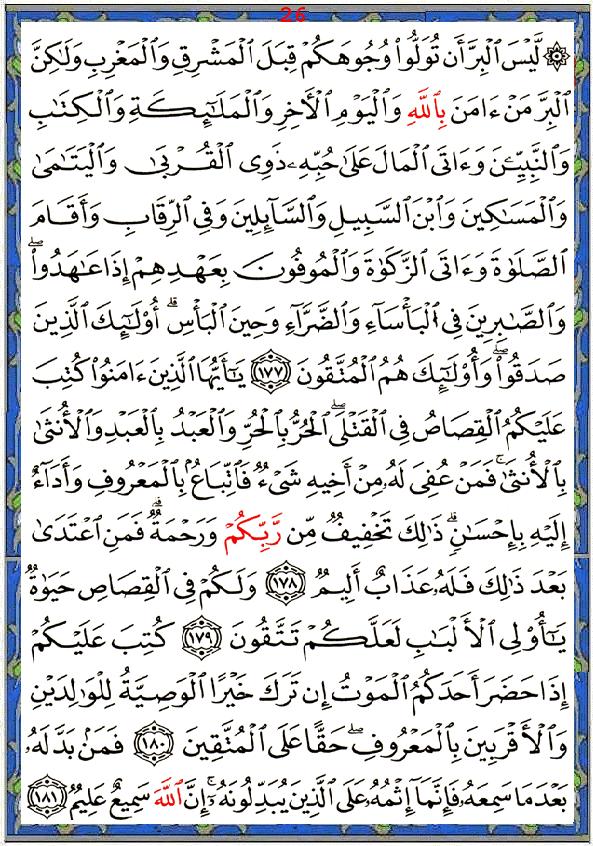 26
۞ لَّيۡسَ ٱلۡبِرَّ أَن تُوَلُّواْ وُجُوهَكُمۡ قِبَلَ ٱلۡمَشۡرِقِ وَٱلۡمَغۡرِبِ وَلَٰكِنَّ
ٱلۡبِرَّ مَنۡ ءَامَنَ بِٱللَّهِ وَٱلۡيَوۡمِ ٱلۡأٓخِرِ وَٱلۡمَلَٰٓئِكَةِ وَٱلۡكِتَٰبِ
وَٱلنَّبِيِّـۧنَ وَءَاتَى ٱلۡمَالَ عَلَىٰ حُبِّهِۦ ذَوِي ٱلۡقُرۡبَىٰ وَٱلۡيَتَٰمَىٰ
وَٱلۡمَسَٰكِينَ وَٱبۡنَ ٱلسَّبِيلِ وَٱلسَّآئِلِينَ وَفِي ٱلرِّقَابِ وَأَقَامَ
ٱلصَّلَوٰةَ وَءَاتَى ٱلزَّكَوٰةَ وَٱلۡمُوفُونَ بِعَهۡدِهِمۡ إِذَا عَٰهَدُواْۖ
وَٱلصَّٰبِرِينَ فِي ٱلۡبَأۡسَآءِ وَٱلضَّرَّآءِ وَحِينَ ٱلۡبَأۡسِۗ أُوْلَٰٓئِكَ ٱلَّذِينَ
صَدَقُواْۖ وَأُوْلَٰٓئِكَ هُمُ ٱلۡمُتَّقُونَ ١٧٧ يَٰٓأَيُّهَا ٱلَّذِينَ ءَامَنُواْ كُتِبَ
عَلَيۡكُمُ ٱلۡقِصَاصُ فِي ٱلۡقَتۡلَىۖ ٱلۡحُرُّ بِٱلۡحُرِّ وَٱلۡعَبۡدُ بِٱلۡعَبۡدِ وَٱلۡأُنثَىٰ
بِٱلۡأُنثَىٰۚ فَمَنۡ عُفِيَ لَهُۥ مِنۡ أَخِيهِ شَيۡءٞ فَٱتِّبَاعُۢ بِٱلۡمَعۡرُوفِ وَأَدَآءٌ
إِلَيۡهِ بِإِحۡسَٰنٖۗ ذَٰلِكَ تَخۡفِيفٞ مِّن رَّبِّكُمۡ وَرَحۡمَةٞۗ فَمَنِ ٱعۡتَدَىٰ
بَعۡدَ ذَٰلِكَ فَلَهُۥ عَذَابٌ أَلِيمٞ ١٧٨ وَلَكُمۡ فِي ٱلۡقِصَاصِ حَيَوٰةٞ
يَٰٓأُوْلِي ٱلۡأَلۡبَٰبِ لَعَلَّكُمۡ تَتَّقُونَ ١٧٩ كُتِبَ عَلَيۡكُمۡ
إِذَا حَضَرَ أَحَدَكُمُ ٱلۡمَوۡتُ إِن تَرَكَ خَيۡرًا ٱلۡوَصِيَّةُ لِلۡوَٰلِدَيۡنِ
وَٱلۡأَقۡرَبِينَ بِٱلۡمَعۡرُوفِۖ حَقًّا عَلَى ٱلۡمُتَّقِينَ ١٨٠ فَمَنۢ بَدَّلَهُۥ
بَعۡدَ مَا سَمِعَهُۥ فَإِنَّمَآ إِثۡمُهُۥ عَلَى ٱلَّذِينَ يُبَدِّلُونَهُۥٓۚ إِنَّ ٱللَّهَ سَمِيعٌ عَلِيمٞ ١٨١